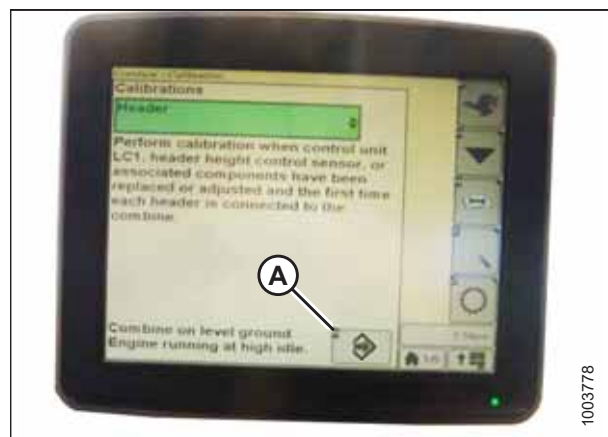 Calibrations
Header
Perform calibration when control unit
LC1, header height control sensor, or
associated components have been
replaced or adjusted and the first time
each header is connected to the
combine.
A
Combine on level ground.
Engine running at high idle.
1003778